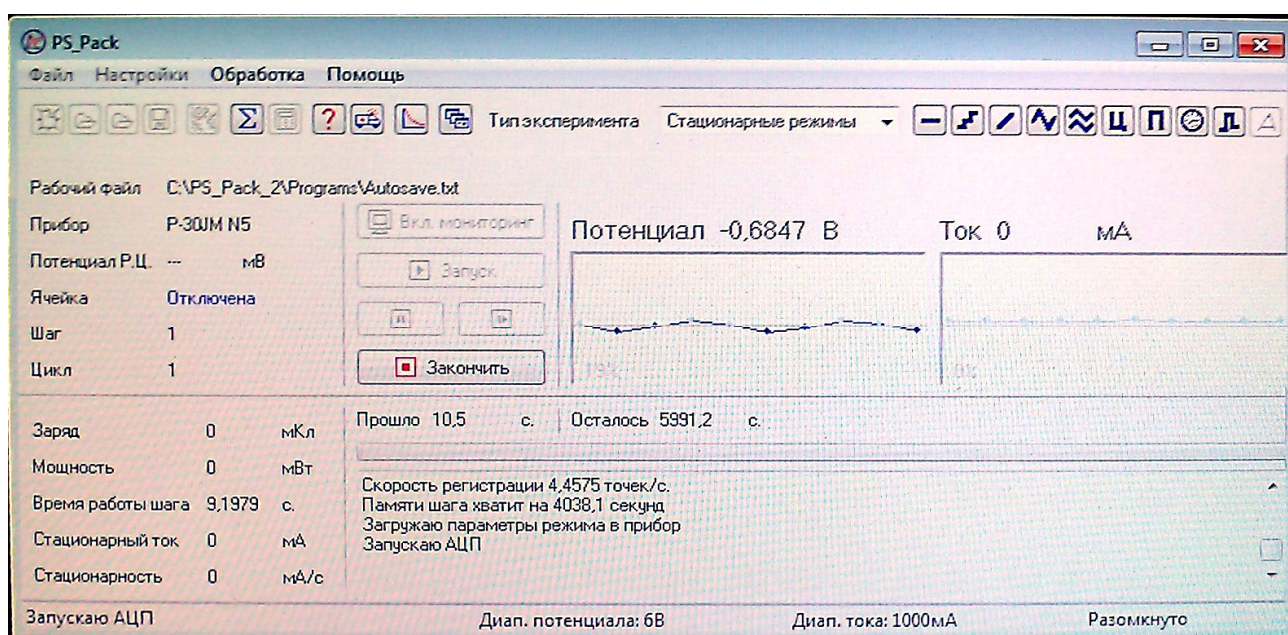 PS_Pack
Файл Настройки Обработка Помощь
Тип эксперимента Стационарные режимы
Ц П
Рабочий файл C:\PS_Pack_2\Programs\Autosave.txt
Прибор P-30JM N5
Вкл. мониторинг
Потенциал -0,6847 В
Ток 0 мА
Потенциал Р.Ц. --- мВ
Запуск
Ячейка Отключена
Шаг 1
Цикл 1
Закончить
19%
0%
Прошло 10,5 с. Осталось 5991,2 с.
Заряд 0 мКл
Мощность 0 мВт
Время работы шага 9,1979 с.
Стационарный ток 0 мА
Стационарность 0 мА/с
Скорость регистрации 4,4575 точек/с.
Памяти шага хватит на 4038,1 секунд
Загружаю параметры режима в прибор
Запускаю АЦП
Запускаю АЦП Диап. потенциала: 6В Диап. тока: 1000мА Разомкнуто